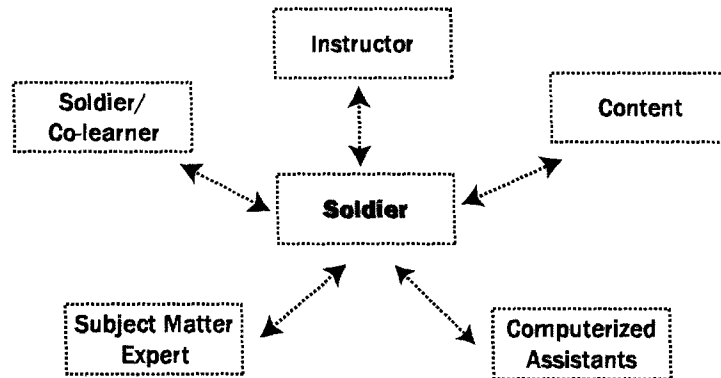 Instructor
Soldier/
Co-learner
Content
Soldier
Subject Matter
Expert
Computerized
Assistants